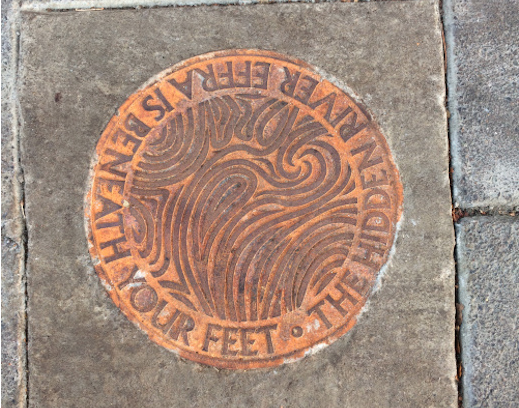 THE HIDDEN RIVER EFFRA IS BENEATH YOUR FEET •